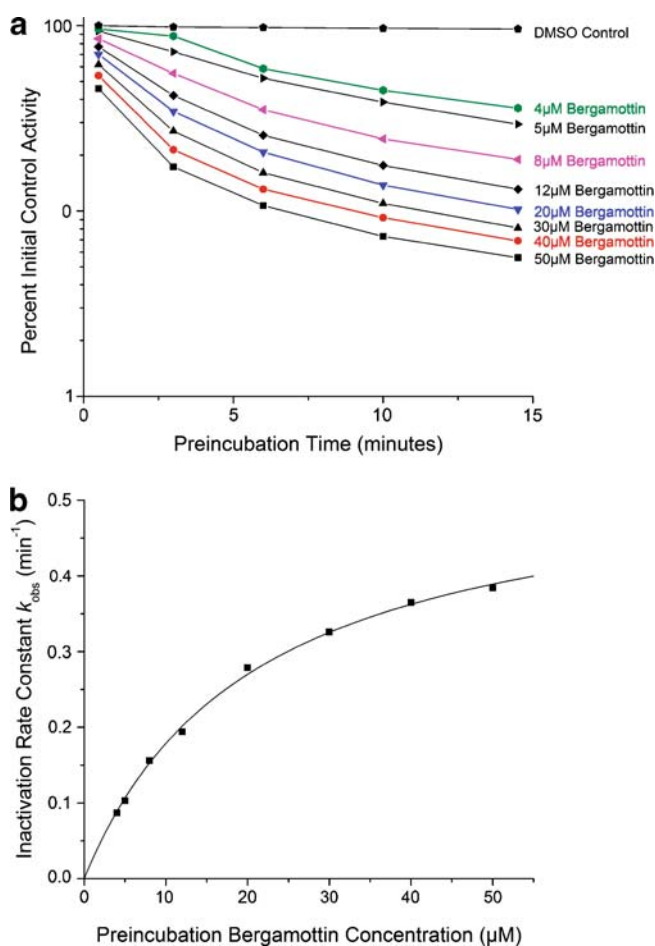 a
100
0
1
Percent Initial Control Activity
0
5
10
15
Preincubation Time (minutes)
DMSO Control
4µM Bergamottin
5µM Bergamottin
8µM Bergamottin
12µM Bergamottin
20µM Bergamottin
30µM Bergamottin
40µM Bergamottin
50µM Bergamottin
b
0.5
0.4
0.3
0.2
0.1
0.0
Inactivation Rate Constant kobs (min-1)
0
10
20
30
40
50
Preincubation Bergamottin Concentration (µM)